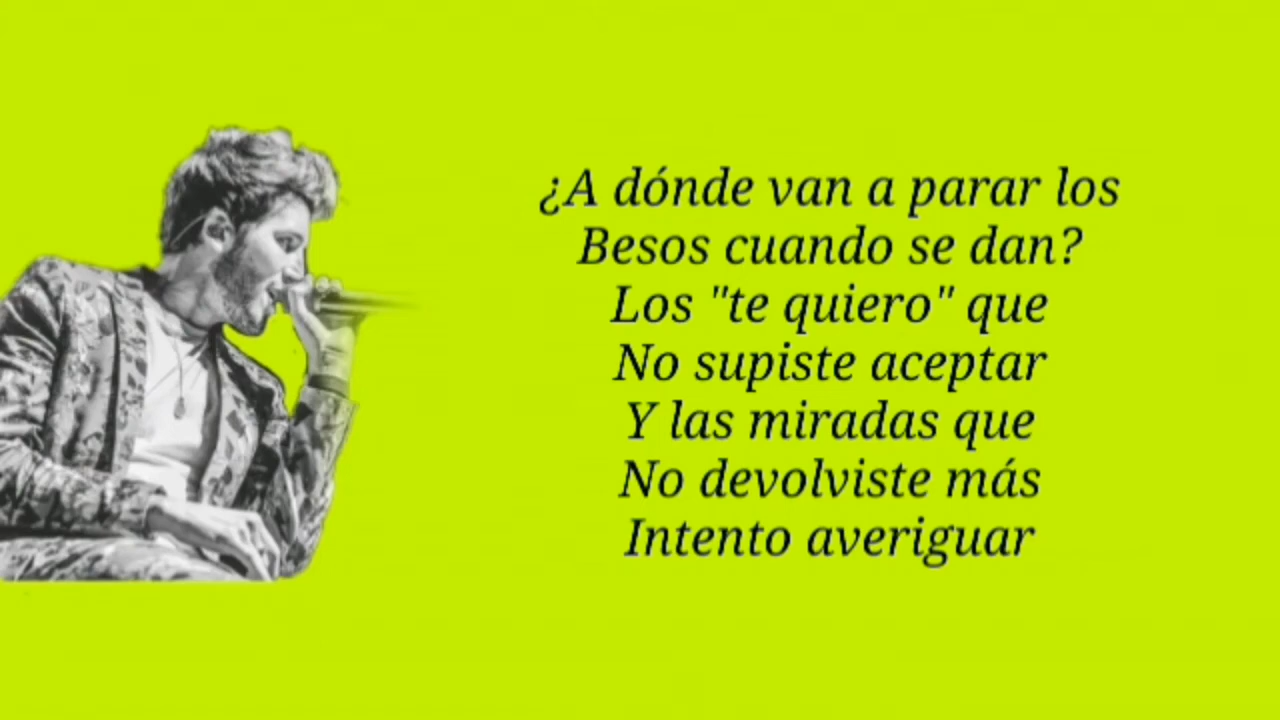 ¿A dónde van a parar los
Besos cuando se dan?
Los "te quiero" que
No supiste aceptar
Y las miradas que
No devolviste más
Intento averiguar